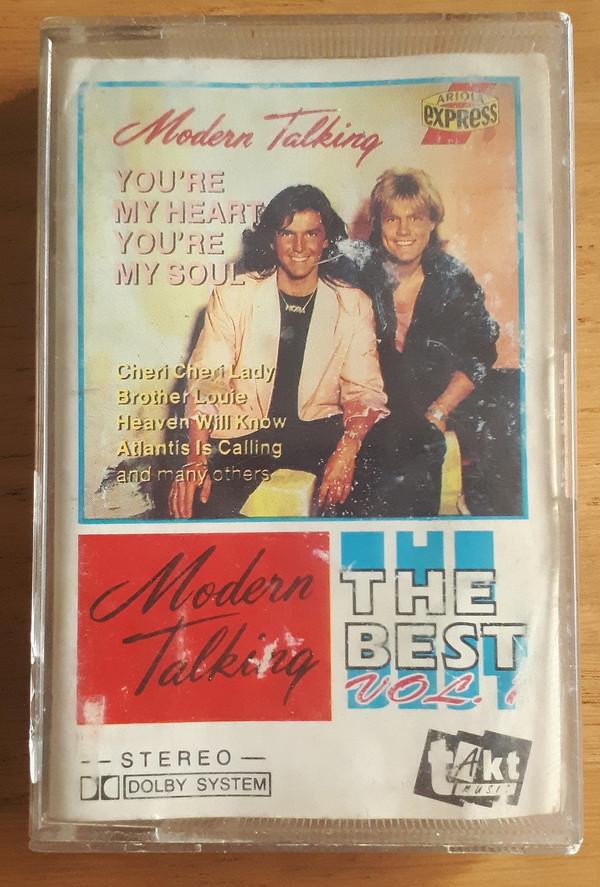 Modern Talking
ARIOLA
eXPRESS
YOU'RE
MY HEART
YOU'RE
MY SOUL
NORA
Cheri Cheri Lady
Brother Louie
Heaven Will Know
Atlantis Is Calling
and many others
Modern
Talking
THE
BEST
VOL.
-- STEREO —
DOLBY SYSTEM
tAkt
MUSIC